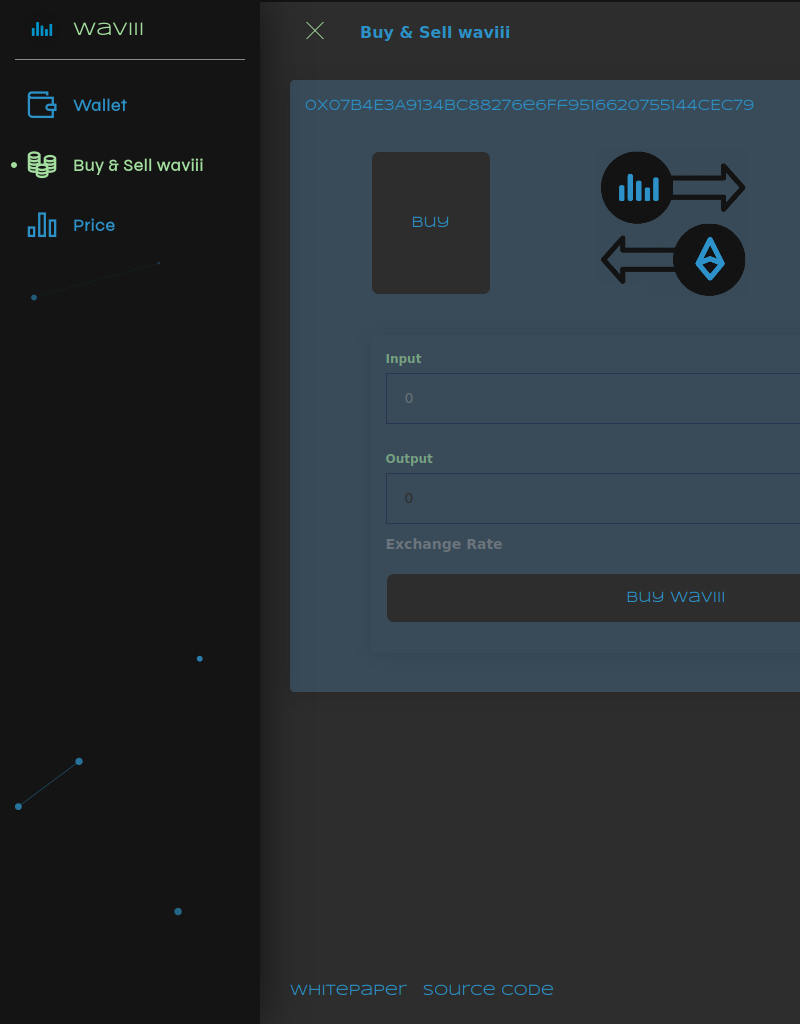 waviii
Wallet
Buy & Sell waviii
Price
Buy & Sell waviii
0x07B4E3A9134BC88276e6FF9516620755144CEC79
Buy
Input
0
Output
0
Exchange Rate
Buy waviii
Whitepaper Source Code